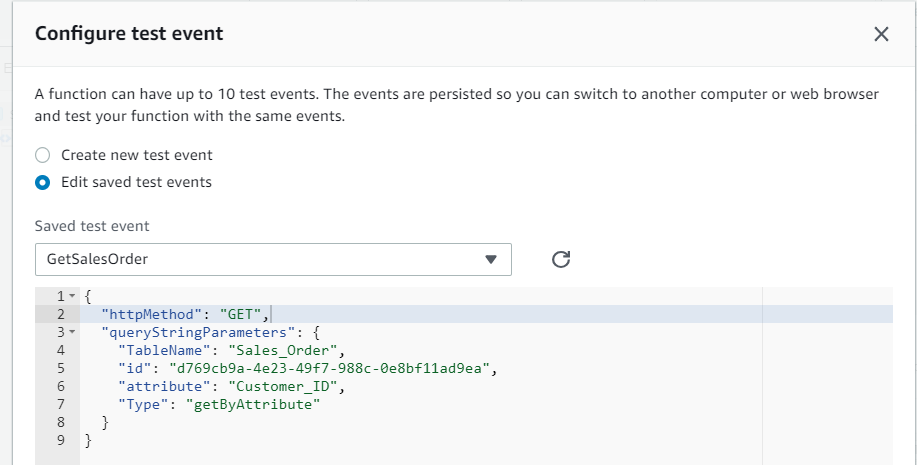 Configure test event
A function can have up to 10 test events. The events are persisted so you can switch to another computer or web browser
and test your function with the same events.
Create new test event
Edit saved test events
Saved test event
GetSalesOrder
1 {
2 "httpMethod": "GET",
3 "queryStringParameters": {
4 "TableName": "Sales_Order",
5 "id": "d769cb9a-4e23-49f7-988c-0e8bf11ad9ea",
6 "attribute": "Customer_ID",
7 "Type": "getByAttribute"
8 }
9 }